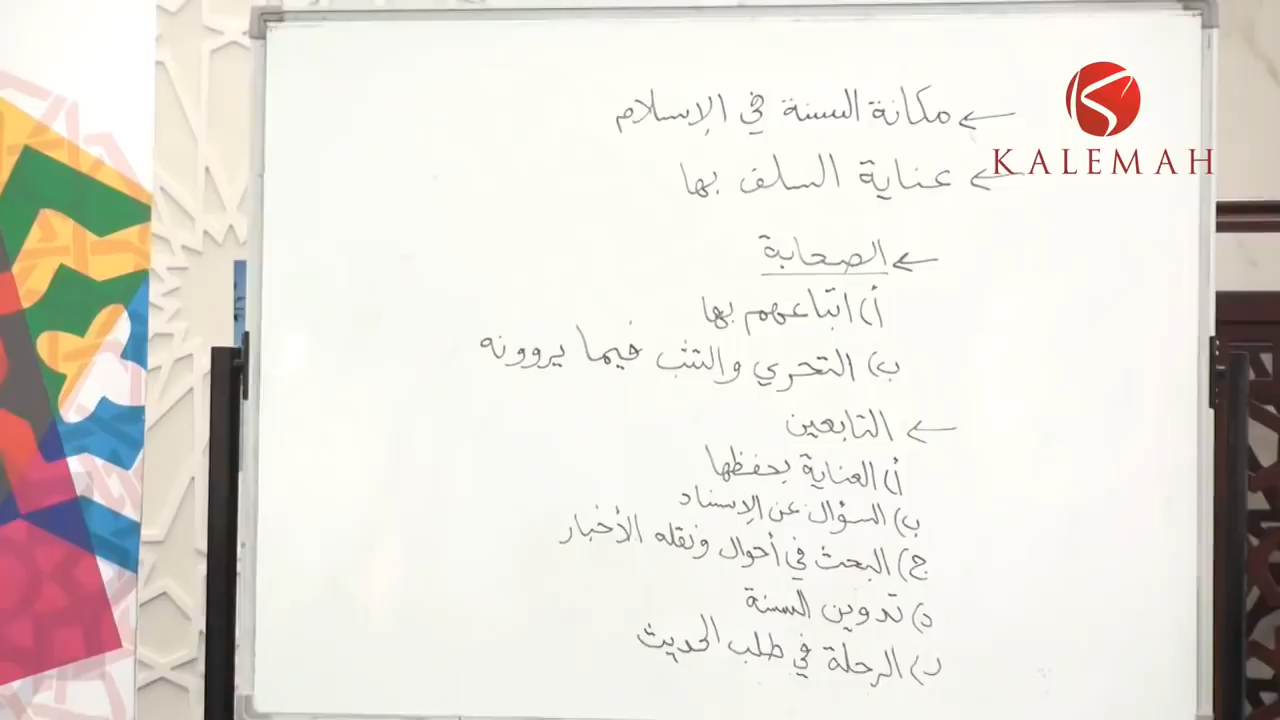 KALEMAH
← مكانة السنة في الإسلام
← عناية السلف بها
← الصحابة
أ) اتباعهم بها
ب) التحري والتثب فيما يروونه
← التابعين
أ) العناية بحفظها
ب) السؤال عن الإسناد
ج) البحث في أحوال ونقله الأخبار
د) تدوين السنة
ر) الرحلة في طلب الحديث